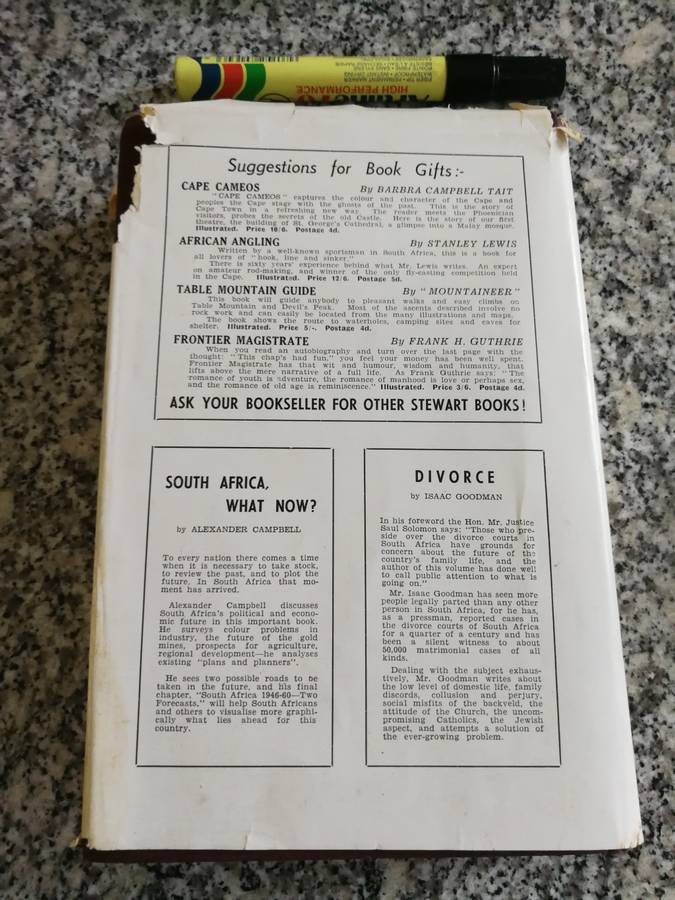 HIGH PERFORMANCE
Suggestions for Book Gifts:-
CAPE CAMEOS By BARBRA CAMPBELL TAIT
"CAPE CAMEOS" captures the colour and character of the Cape and
peoples the Cape stage with the ghosts of the past. This is the story of
Cape Town in a refreshing new way. The reader meets the Phoenician
visitors, probes the secrets of the old Castle. Here is the story of our first
theatre, the building of St. George's Cathedral, a glimpse into a Malay mosque.
Illustrated. Price 10/6. Postage 4d.
AFRICAN ANGLING By STANLEY LEWIS
Written by a well-known sportsman in South Africa, this is a book for
all lovers of "hook, line and sinker."
There is sixty years' experience behind what Mr. Lewis writes. An expert
on amateur rod-making, and winner of the only fly-casting competition held
in the Cape. Illustrated. Price 12/6. Postage 5d.
TABLE MOUNTAIN GUIDE By "MOUNTAINEER"
This book will guide anybody to pleasant walks and easy climbs on
Table Mountain and Devil's Peak. Most of the ascents described involve no
rock work and can easily be located from the many illustrations and maps.
The book shows the route to waterholes, camping sites and caves for
shelter. Illustrated. Price 5/-. Postage 4d.
FRONTIER MAGISTRATE By FRANK H. GUTHRIE
When you read an autobiography and turn over the last page with the
thought: "This chap's had fun," you feel your money has been well spent.
Frontier Magistrate has that wit and humour, wisdom and humanity, that
lifts above the mere narrative of a full life. As Frank Guthrie says: "The
romance of youth is adventure, the romance of manhood is love or perhaps sex,
and the romance of old age is reminiscence." Illustrated. Price 3/6. Postage 4d.
ASK YOUR BOOKSELLER FOR OTHER STEWART BOOKS!
SOUTH AFRICA,
WHAT NOW?
by ALEXANDER CAMPBELL
To every nation there comes a time
when it is necessary to take stock,
to review the past, and to plot the
future. In South Africa that mo-
ment has arrived.
Alexander Campbell discusses
South Africa's political and econo-
mic future in this important book.
He surveys colour problems in
industry, the future of the gold
mines, prospects for agriculture,
regional development—he analyses
existing "plans and planners".
He sees two possible roads to be
taken in the future, and his final
chapter, "South Africa 1946-60—Two
Forecasts," will help South Africans
and others to visualise more graphi-
cally what lies ahead for this
country.
DIVORCE
by ISAAC GOODMAN
In his foreword the Hon. Mr. Justice
Saul Solomon says: "Those who pre-
side over the divorce courts in
South Africa have grounds for
concern about the future of the
country's family life, and the
author of this volume has done well
to call public attention to what is
going on."
Mr. Isaac Goodman has seen more
people legally parted than any other
person in South Africa, for he has,
as a pressman, reported cases in
the divorce courts of South Africa
for a quarter of a century and has
been a silent witness to about
50,000 matrimonial cases of all
kinds.
Dealing with the subject exhaus-
tively, Mr. Goodman writes about
the low level of domestic life, family
discords, collusion and perjury,
social misfits of the backveld, the
attitude of the Church, the uncom-
promising Catholics, the Jewish
aspect, and attempts a solution of
the ever-growing problem.